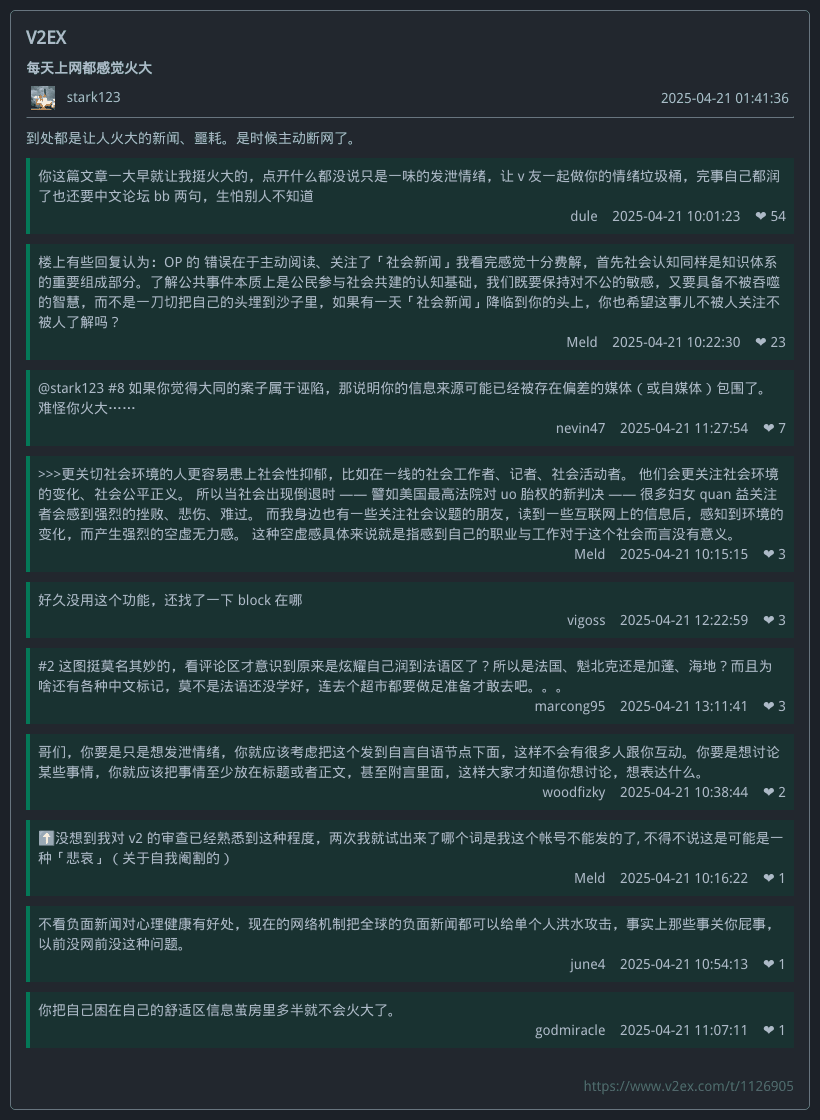 V2EX
每天上网都感觉火大
stark123 2025-04-21 01:41:36
到处都是让人火大的新闻、噩耗。是时候主动断网了。
你这篇文章一大早就让我挺火大的，点开什么都没说只是一味的发泄情绪，让 v 友一起做你的情绪垃圾桶，完事自己都润
了也还要中文论坛 bb 两句，生怕别人不知道
dule 2025-04-21 10:01:23 ❤ 54
楼上有些回复认为：OP 的 错误在于主动阅读、关注了「社会新闻」我看完感觉十分费解，首先社会认知同样是知识体系
的重要组成部分。了解公共事件本质上是公民参与社会共建的认知基础，我们既要保持对不公的敏感，又要具备不被吞噬
的智慧，而不是一刀切把自己的头埋到沙子里，如果有一天「社会新闻」降临到你的头上，你也希望这事儿不被人关注不
被人了解吗？
Meld 2025-04-21 10:22:30 ❤ 23
@stark123 #8 如果你觉得大同的案子属于诬陷，那说明你的信息来源可能已经被存在偏差的媒体（或自媒体）包围了。
难怪你火大……
nevin47 2025-04-21 11:27:54 ❤ 7
>>>更关切社会环境的人更容易患上社会性抑郁，比如在一线的社会工作者、记者、社会活动者。 他们会更关注社会环境
的变化、社会公平正义。 所以当社会出现倒退时 —— 譬如美国最高法院对 uo 胎权的新判决 —— 很多妇女 quan 益关注
者会感到强烈的挫败、悲伤、难过。 而我身边也有一些关注社会议题的朋友，读到一些互联网上的信息后，感知到环境的
变化，而产生强烈的空虚无力感。 这种空虚感具体来说就是指感到自己的职业与工作对于这个社会而言没有意义。
Meld 2025-04-21 10:15:15 ❤ 3
好久没用这个功能，还找了一下 block 在哪
vigoss 2025-04-21 12:22:59 ❤ 3
#2 这图挺莫名其妙的，看评论区才意识到原来是炫耀自己润到法语区了？所以是法国、魁北克还是加蓬、海地？而且为
啥还有各种中文标记，莫不是法语还没学好，连去个超市都要做足准备才敢去吧。。。
marcong95 2025-04-21 13:11:41 ❤ 3
哥们，你要是只是想发泄情绪，你就应该考虑把这个发到自言自语节点下面，这样不会有很多人跟你互动。你要是想讨论
某些事情，你就应该把事情至少放在标题或者正文，甚至附言里面，这样大家才知道你想讨论，想表达什么。
woodfizky 2025-04-21 10:38:44 ❤ 2
⬆️没想到我对 v2 的审查已经熟悉到这种程度，两次我就试出来了哪个词是我这个帐号不能发的了, 不得不说这是可能是一
种「悲哀」（关于自我阉割的）
Meld 2025-04-21 10:16:22 ❤ 1
不看负面新闻对心理健康有好处，现在的网络机制把全球的负面新闻都可以给单个人洪水攻击，事实上那些事关你屁事，
以前没网前没这种问题。
june4 2025-04-21 10:54:13 ❤ 1
你把自己困在自己的舒适区信息茧房里多半就不会火大了。
godmiracle 2025-04-21 11:07:11 ❤ 1
https://www.v2ex.com/t/1126905